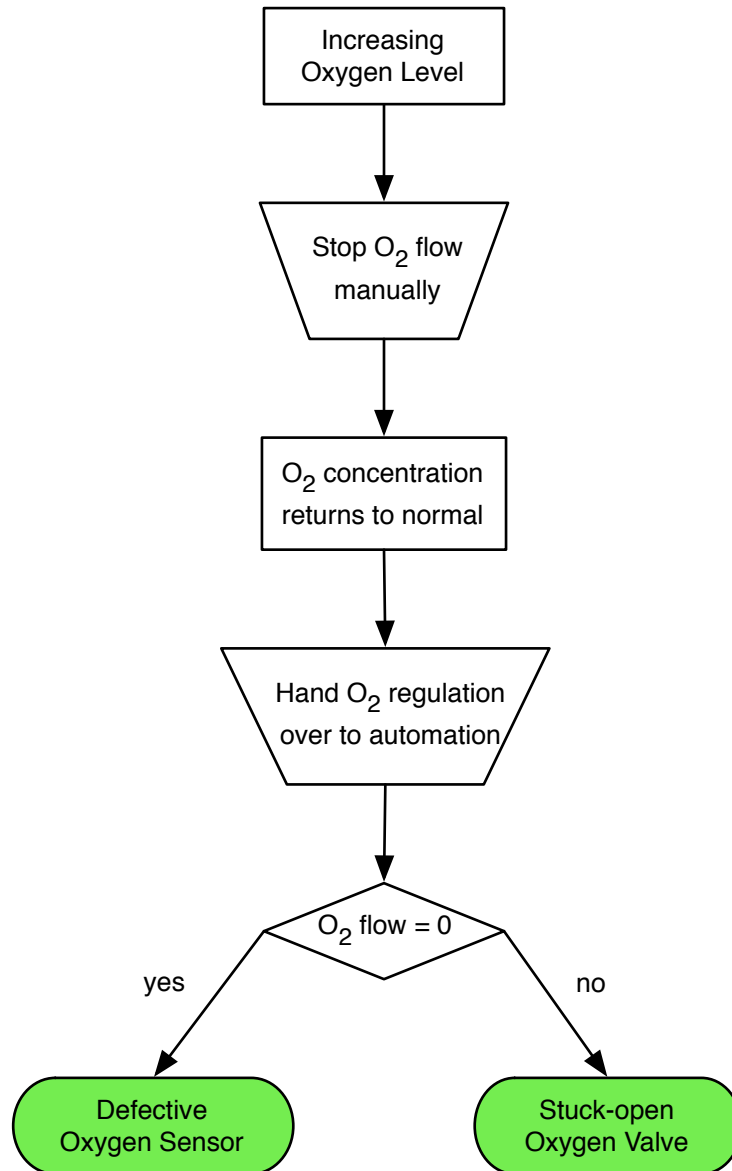 Increasing
Oxygen Level
Stop O2 flow
manually
O2 concentration
returns to normal
Hand O2 regulation
over to automation
O2 flow = 0
yes
no
Defective
Oxygen Sensor
Stuck-open
Oxygen Valve